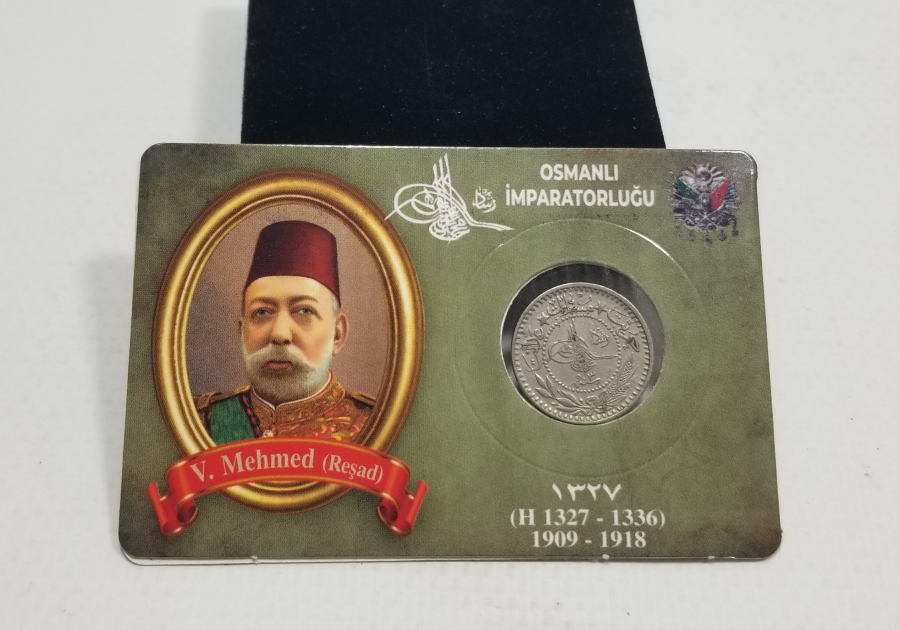 OSMANLI
İMPARATORLUĞU
V. Mehmed (Reşad)
١٣٢٧
(H 1327 - 1336)
1909 - 1918